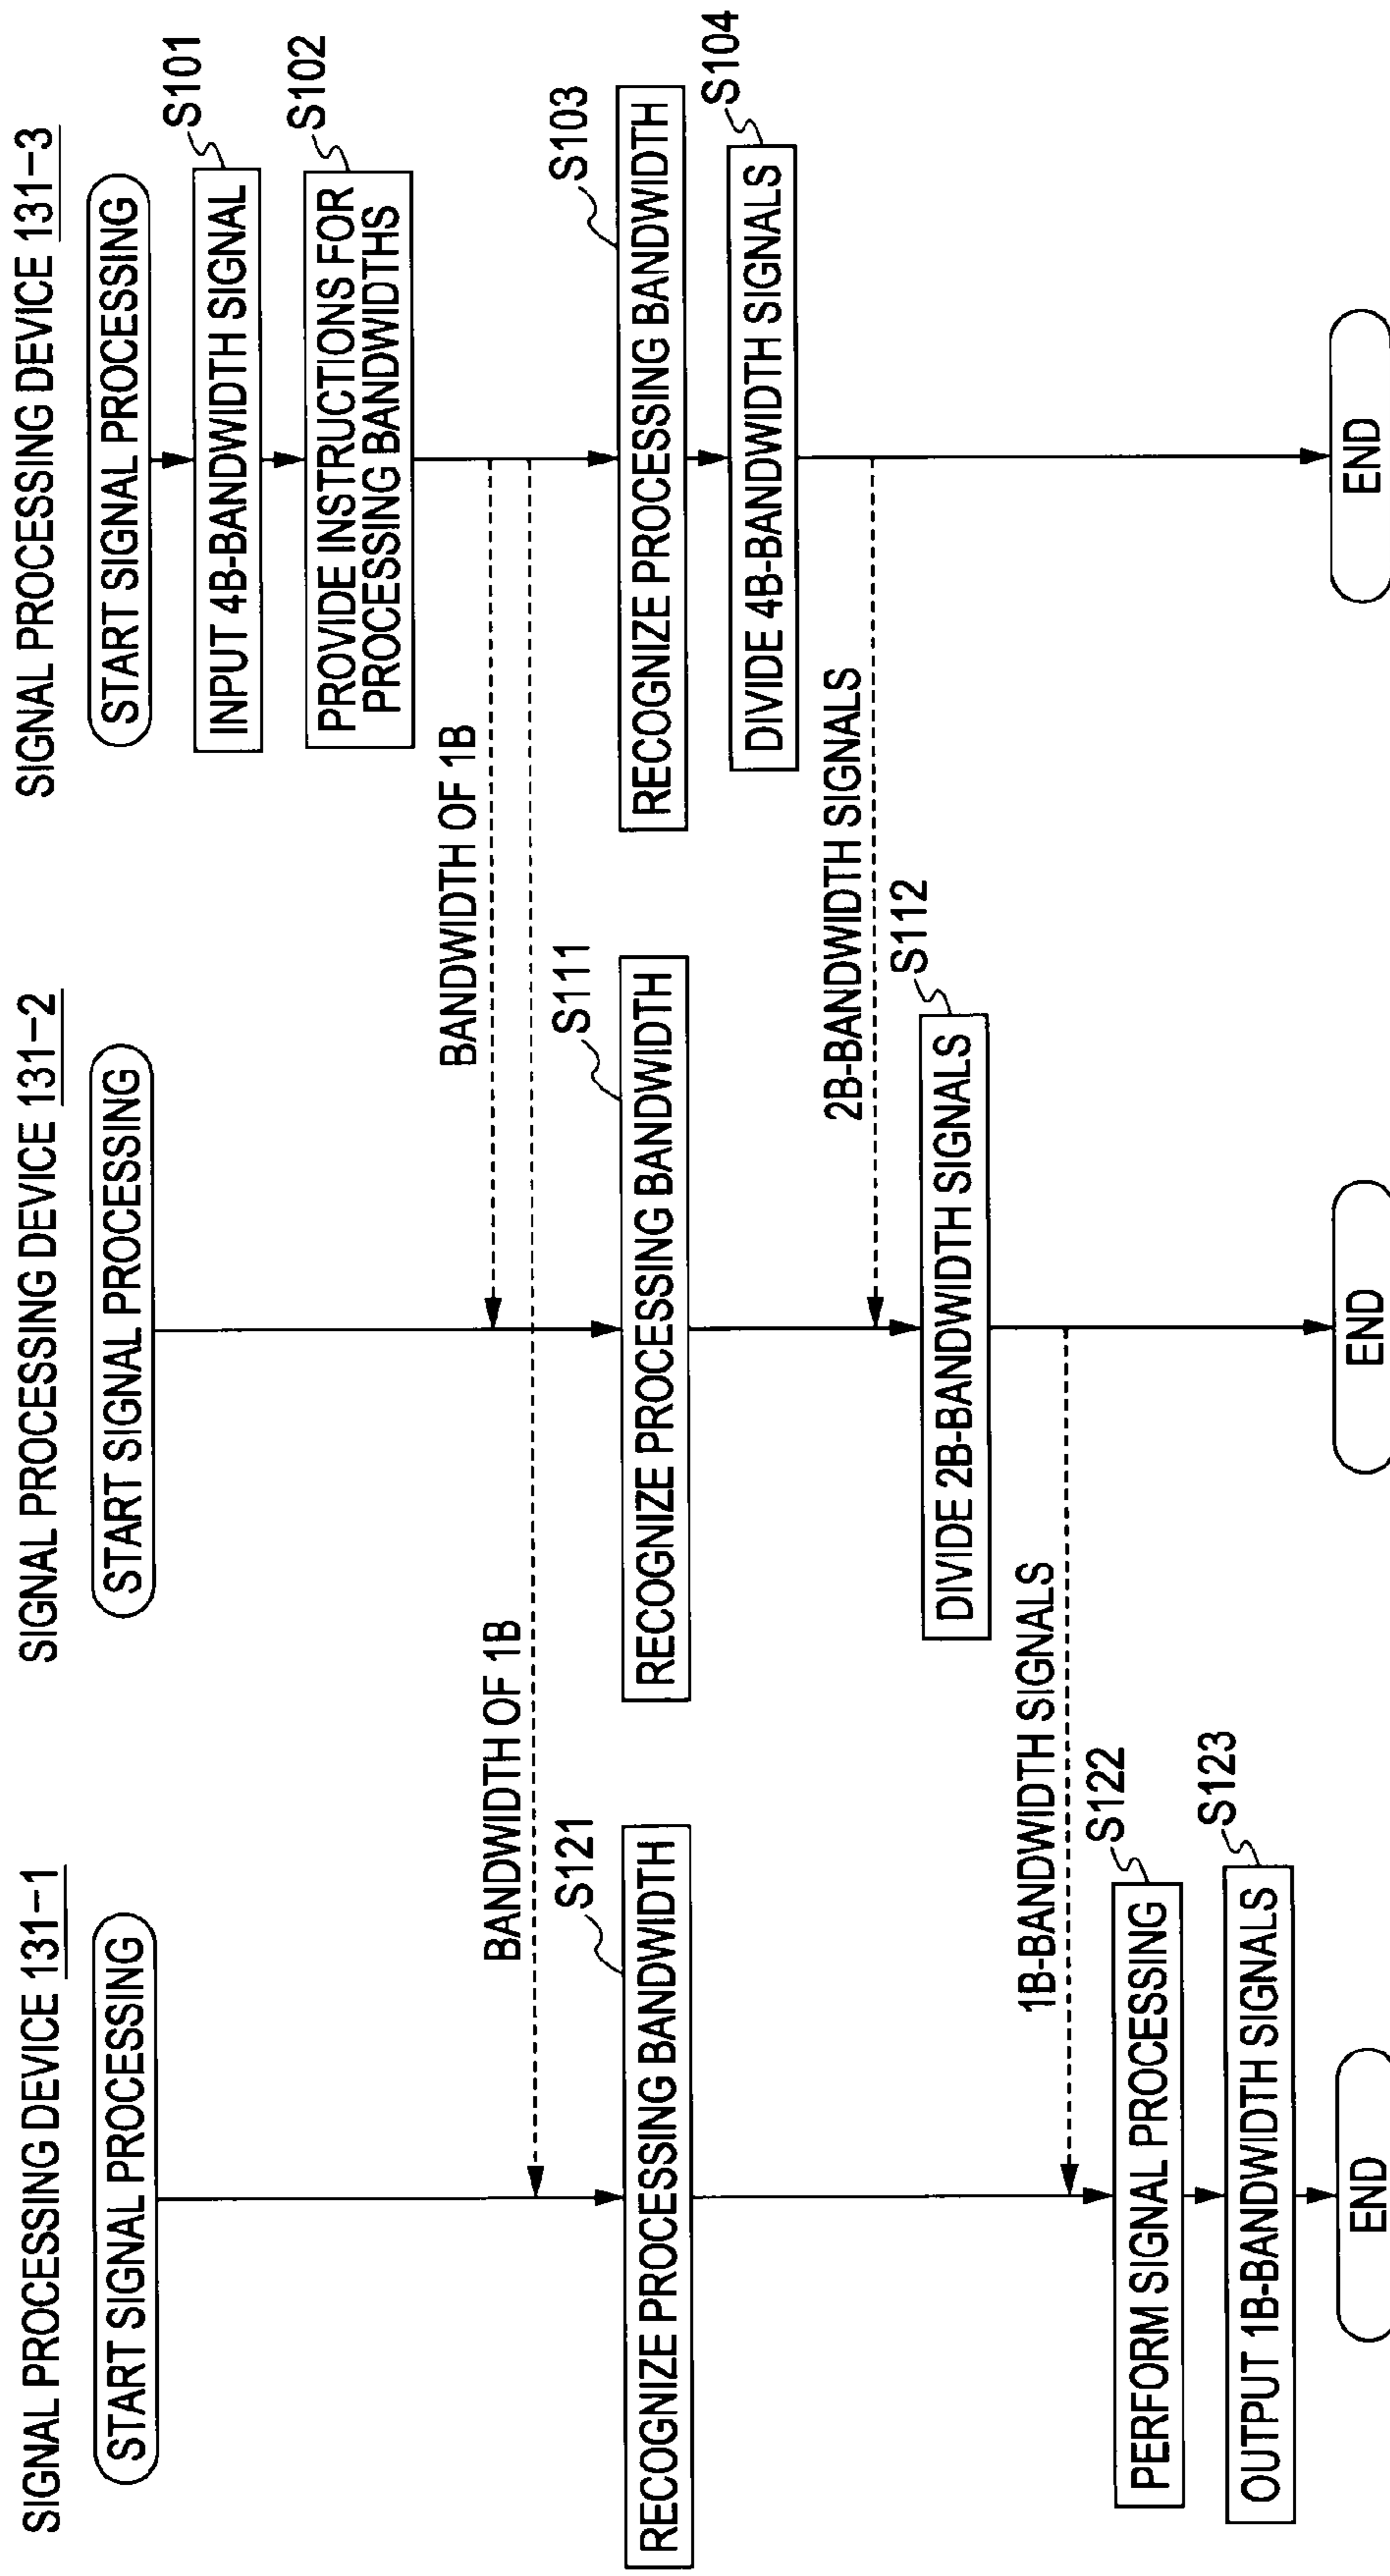 SIGNAL PROCESSING DEVICE 131-1
START SIGNAL PROCESSING
BANDWIDTH OF 1B
S121
RECOGNIZE PROCESSING BANDWIDTH
1B-BANDWIDTH SIGNALS
S122
PERFORM SIGNAL PROCESSING
S123
OUTPUT 1B-BANDWIDTH SIGNALS
END
SIGNAL PROCESSING DEVICE 131-2
START SIGNAL PROCESSING
BANDWIDTH OF 1B
S111
RECOGNIZE PROCESSING BANDWIDTH
2B-BANDWIDTH SIGNALS
S112
DIVIDE 2B-BANDWIDTH SIGNALS
END
SIGNAL PROCESSING DEVICE 131-3
START SIGNAL PROCESSING
S101
INPUT 4B-BANDWIDTH SIGNAL
S102
PROVIDE INSTRUCTIONS FOR
PROCESSING BANDWIDTHS
S103
RECOGNIZE PROCESSING BANDWIDTH
S104
DIVIDE 4B-BANDWIDTH SIGNALS
END